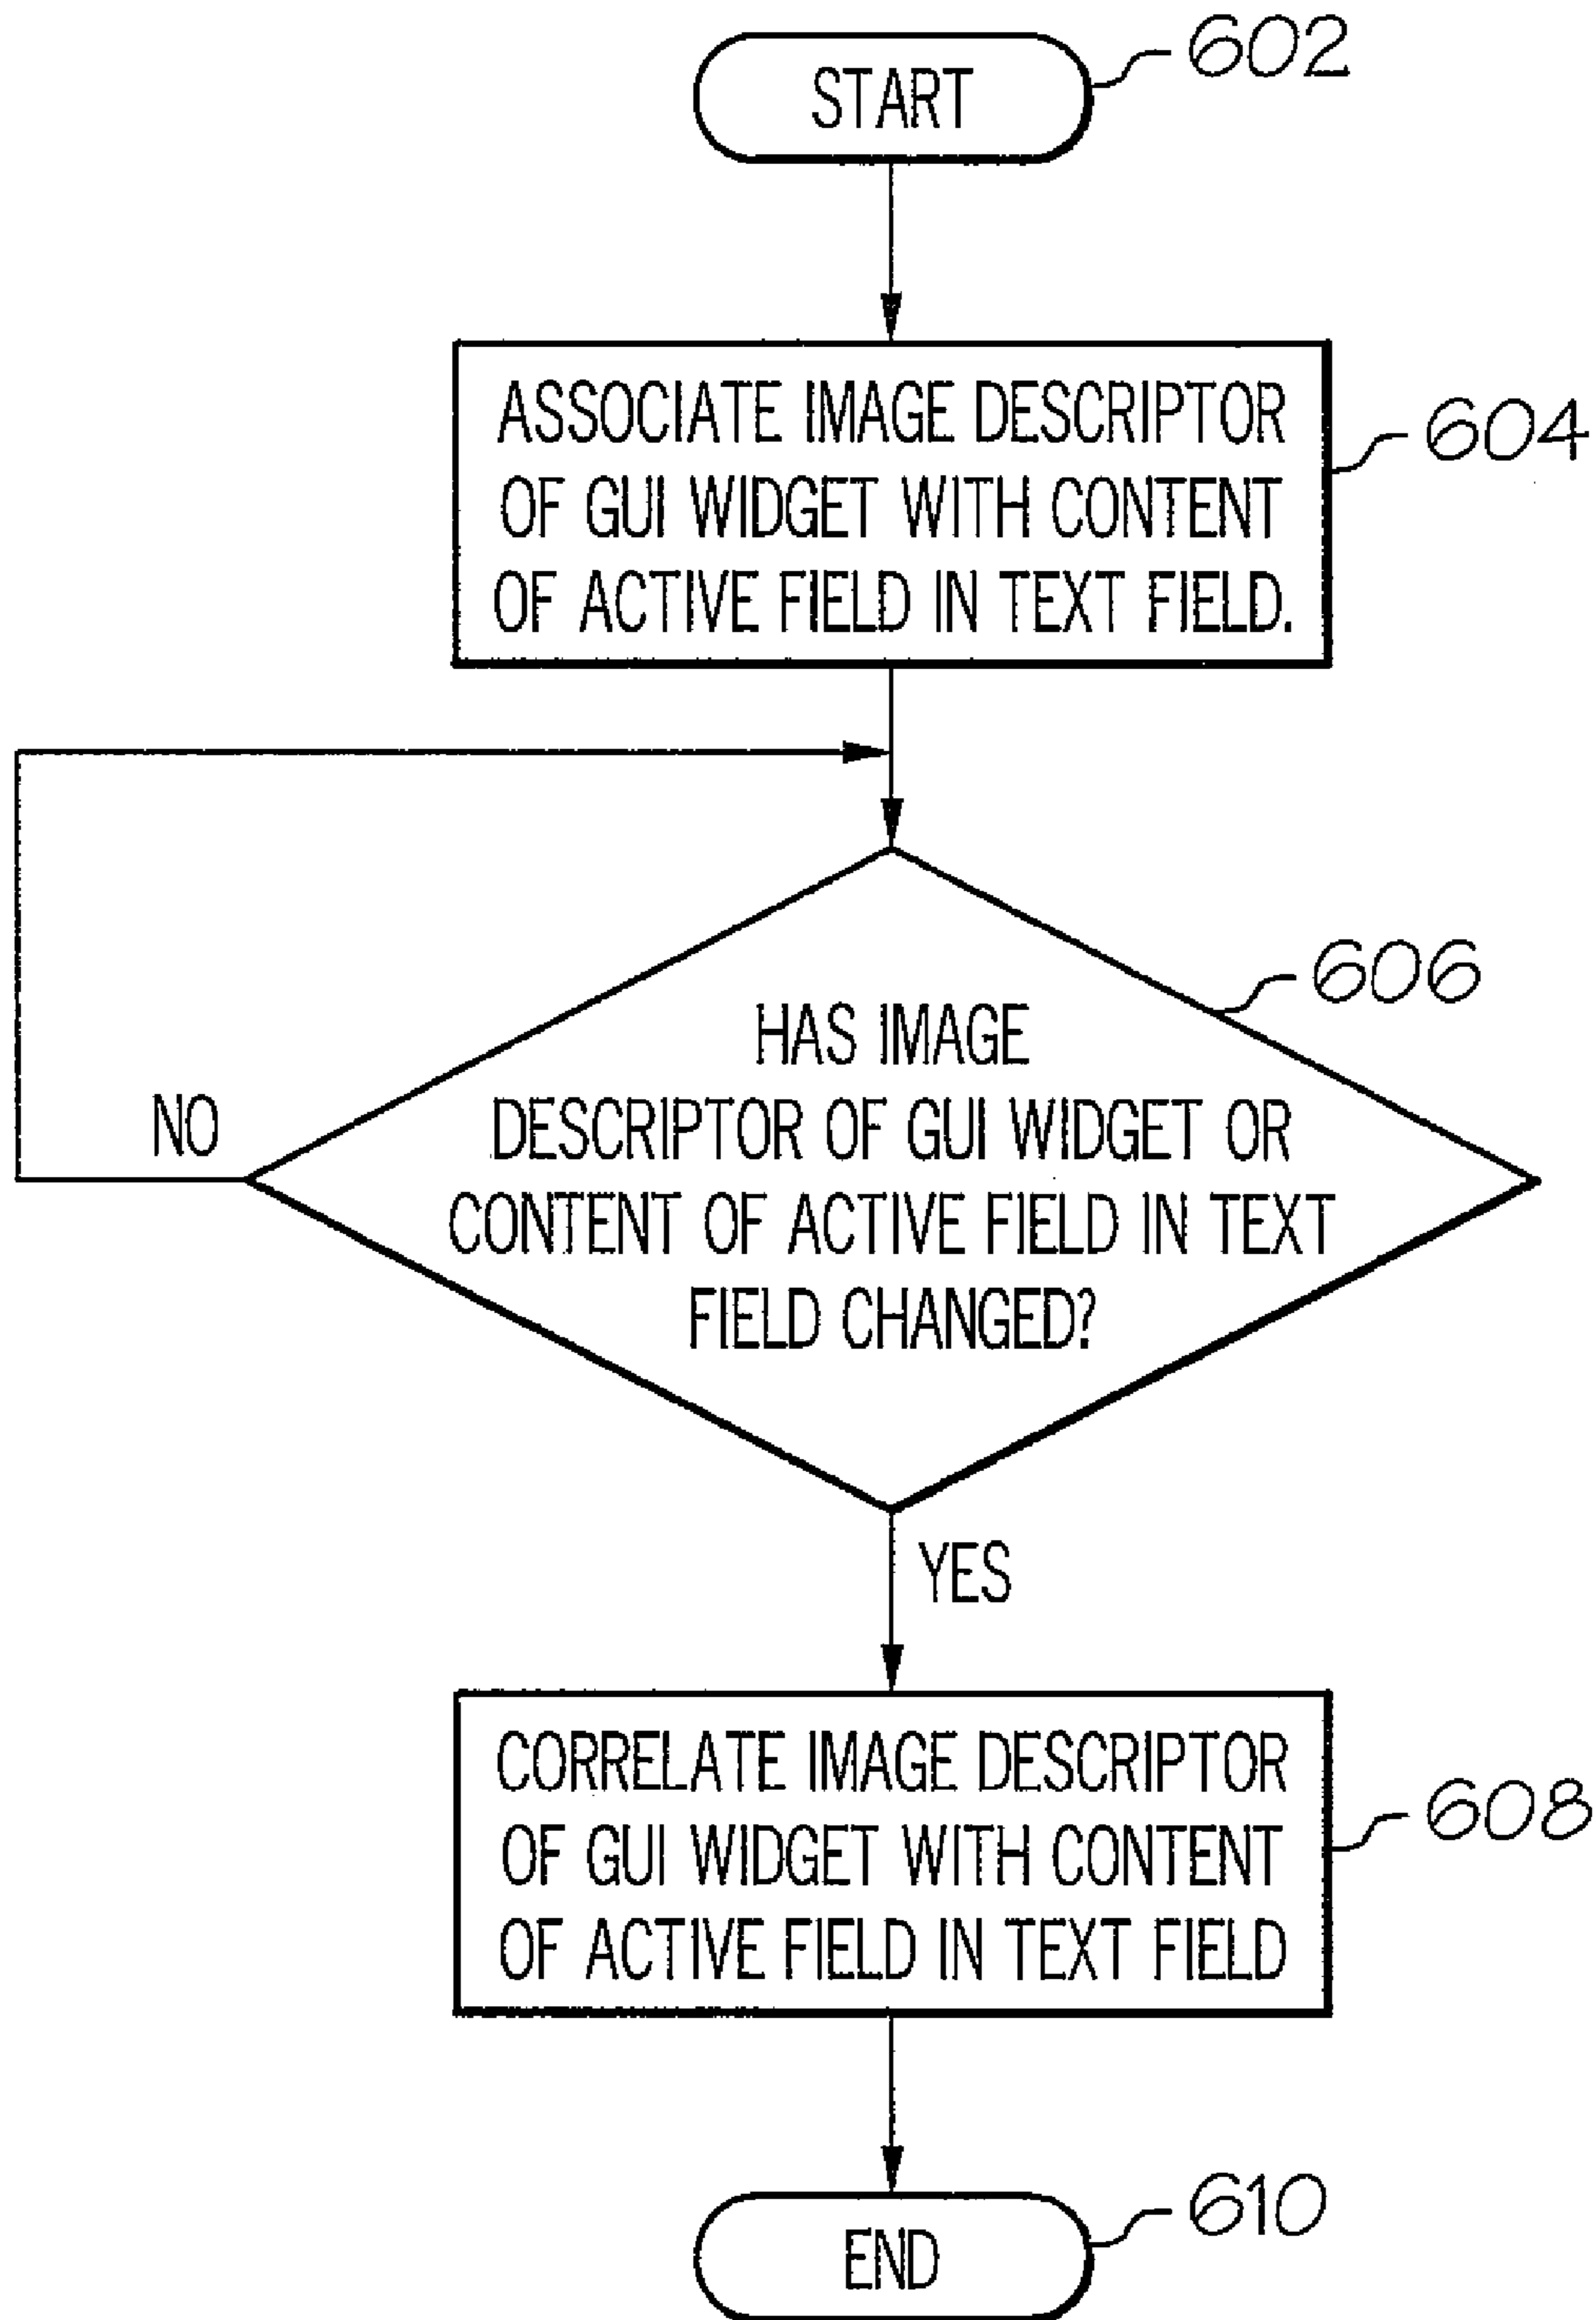 START
602
ASSOCIATE IMAGE DESCRIPTOR
OF GUI WIDGET WITH CONTENT
OF ACTIVE FIELD IN TEXT FIELD.
604
HAS IMAGE
DESCRIPTOR OF GUI WIDGET OR
CONTENT OF ACTIVE FIELD IN TEXT
FIELD CHANGED?
606
NO
YES
CORRELATE IMAGE DESCRIPTOR
OF GUI WIDGET WITH CONTENT
OF ACTIVE FIELD IN TEXT FIELD
608
END
610